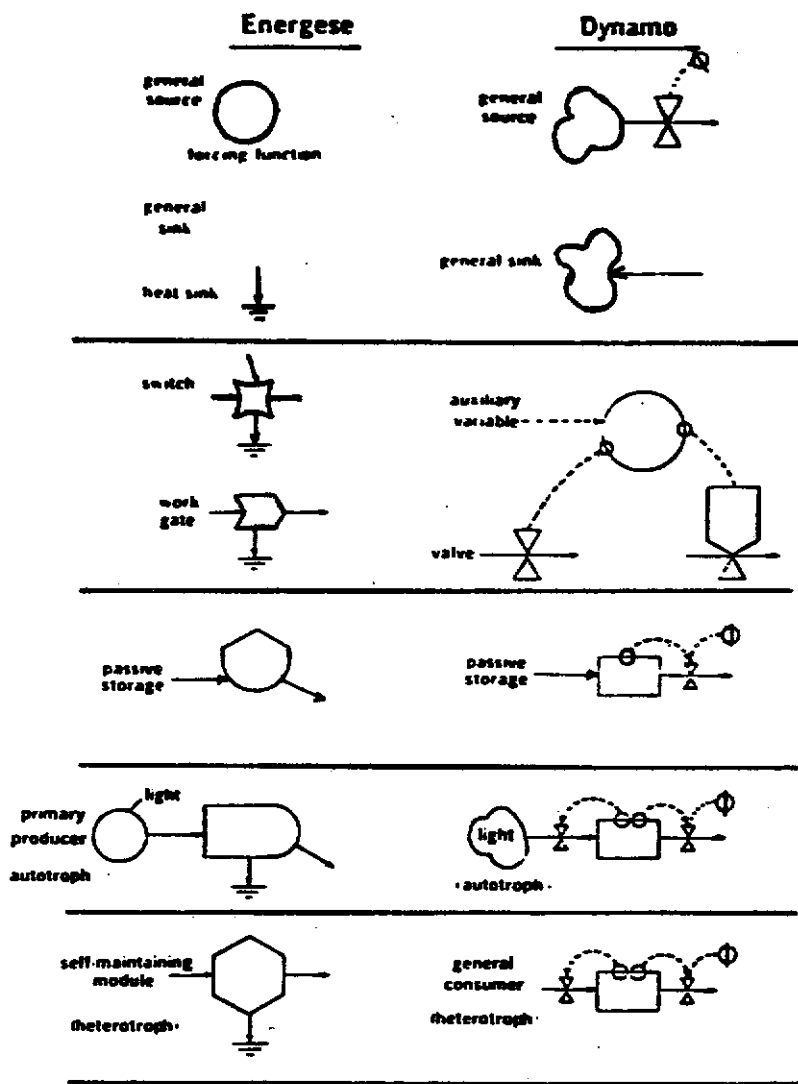 Energese
Dynamo
general
source
forcing function
general
source
general
sink
heat sink
general sink
switch
auxiliary
variable
work
gate
valve
passive
storage
passive
storage
light
primary
producer
autotroph
light
autotroph
self-maintaining
module
heterotroph
general
consumer
heterotroph